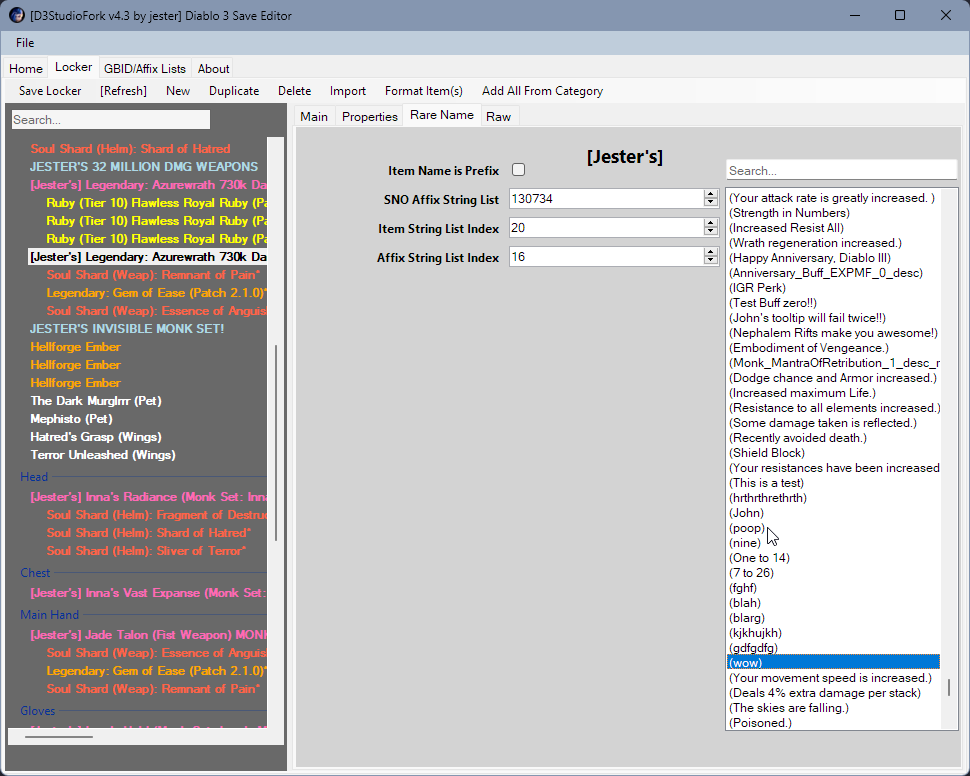 [D3StudioFork v4.3 by jester] Diablo 3 Save Editor
File
Home Locker GBID/Affix Lists About
Save Locker [Refresh] New Duplicate Delete Import Format Item(s) Add All From Category
Search...
Soul Shard (Helm): Shard of Hatred
JESTER'S 32 MILLION DMG WEAPONS
[Jester's] Legendary: Azurewrath 730k Da
Ruby (Tier 10) Flawless Royal Ruby (Pa
Ruby (Tier 10) Flawless Royal Ruby (Pa
Ruby (Tier 10) Flawless Royal Ruby (Pa
[Jester's] Legendary: Azurewrath 730k Da
Soul Shard (Weap): Remnant of Pain*
Legendary: Gem of Ease (Patch 2.1.0)*
Soul Shard (Weap): Essence of Anguis
JESTER'S INVISIBLE MONK SET!
Hellforge Ember
Hellforge Ember
Hellforge Ember
The Dark Murglrrr (Pet)
Mephisto (Pet)
Hatred's Grasp (Wings)
Terror Unleashed (Wings)
Head
[Jester's] Inna's Radiance (Monk Set: Inna
Soul Shard (Helm): Fragment of Destruc
Soul Shard (Helm): Shard of Hatred*
Soul Shard (Helm): Sliver of Terror*
Chest
[Jester's] Inna's Vast Expanse (Monk Set:
Main Hand
[Jester's] Jade Talon (Fist Weapon) MONK
Soul Shard (Weap): Essence of Anguis
Legendary: Gem of Ease (Patch 2.1.0)*
Soul Shard (Weap): Remnant of Pain*
Gloves
Main Properties Rare Name Raw
[Jester's]
Item Name is Prefix
SNO Affix String List 130734
Item String List Index 20
Affix String List Index 16
Search...
(Your attack rate is greatly increased. )
(Strength in Numbers)
(Increased Resist All)
(Wrath regeneration increased.)
(Happy Anniversary, Diablo III)
(Anniversary_Buff_EXPMF_0_desc)
(IGR Perk)
(Test Buff zero!!)
(John's tooltip will fail twice!!)
(Nephalem Rifts make you awesome!)
(Embodiment of Vengeance.)
(Monk_MantraOfRetribution_1_desc_r
(Dodge chance and Armor increased.)
(Increased maximum Life.)
(Resistance to all elements increased.)
(Some damage taken is reflected.)
(Recently avoided death.)
(Shield Block)
(Your resistances have been increased
(This is a test)
(hrthrthrethrth)
(John)
(poop)
(nine)
(One to 14)
(7 to 26)
(fghf)
(blah)
(blarg)
(kjkhujkh)
(gdfgdfg)
(wow)
(Your movement speed is increased.)
(Deals 4% extra damage per stack)
(The skies are falling.)
(Poisoned.)